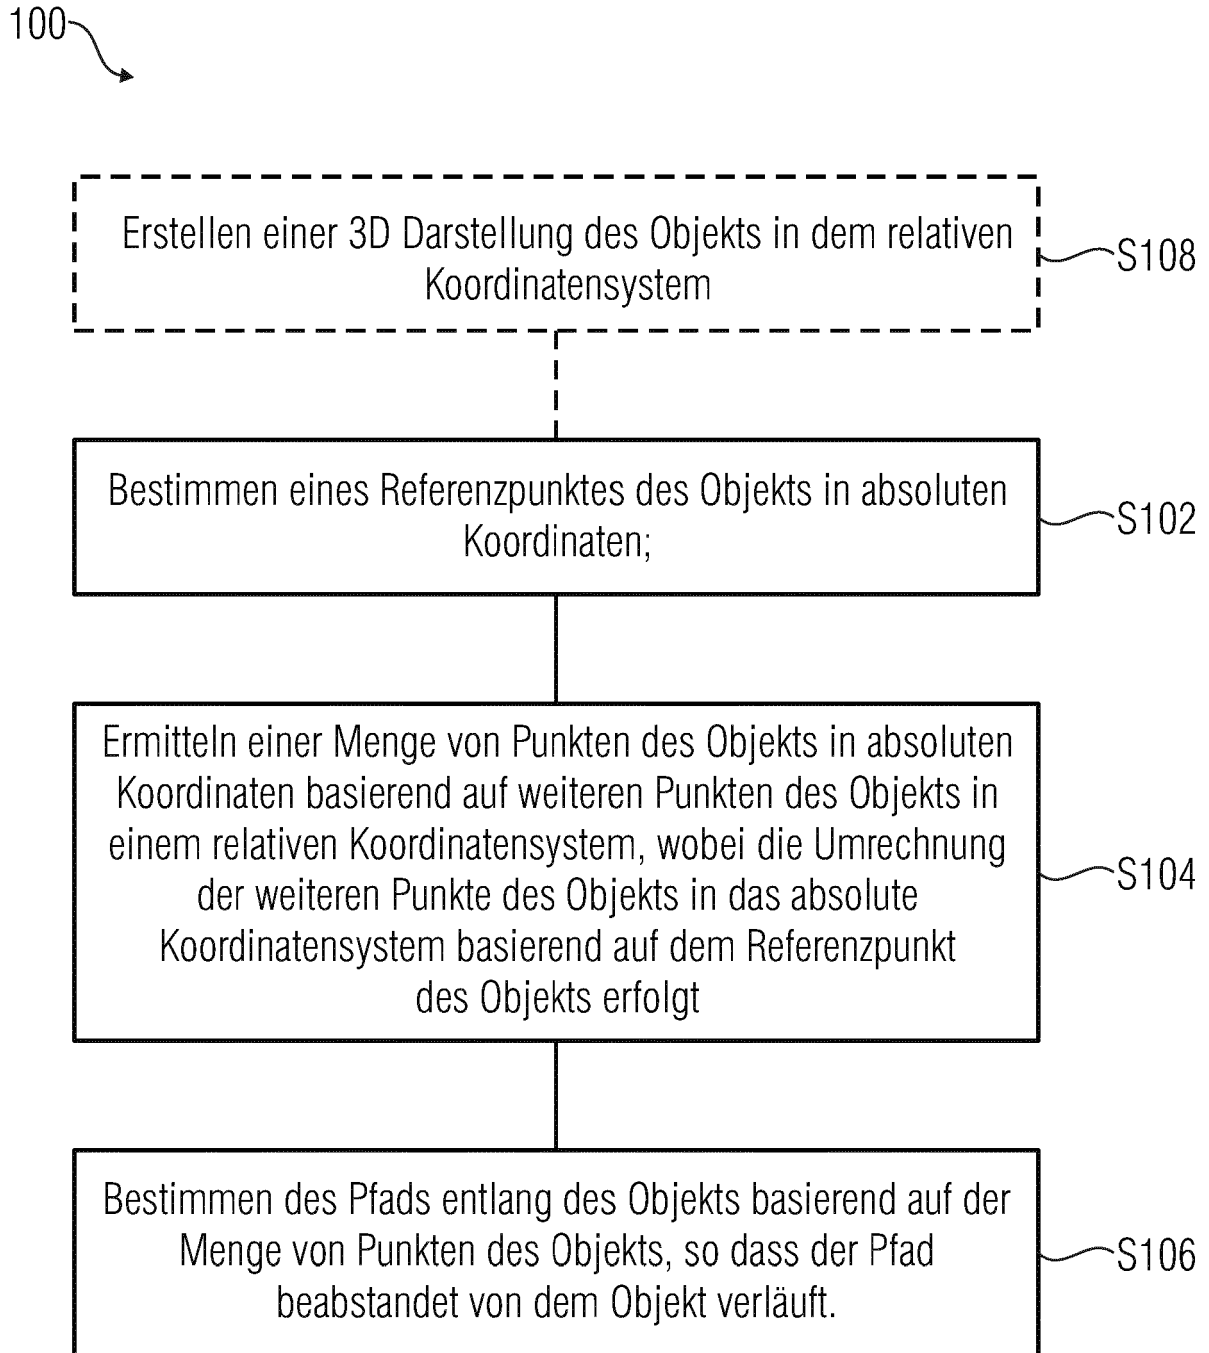 100
Erstellen einer 3D Darstellung des Objekts in dem relativen
Koordinatensystem
S108
Bestimmen eines Referenzpunktes des Objekts in absoluten
Koordinaten;
S102
Ermitteln einer Menge von Punkten des Objekts in absoluten
Koordinaten basierend auf weiteren Punkten des Objekts in
einem relativen Koordinatensystem, wobei die Umrechnung
der weiteren Punkte des Objekts in das absolute
Koordinatensystem basierend auf dem Referenzpunkt
des Objekts erfolgt
S104
Bestimmen des Pfads entlang des Objekts basierend auf der
Menge von Punkten des Objekts, so dass der Pfad
beabstandet von dem Objekt verläuft.
S106